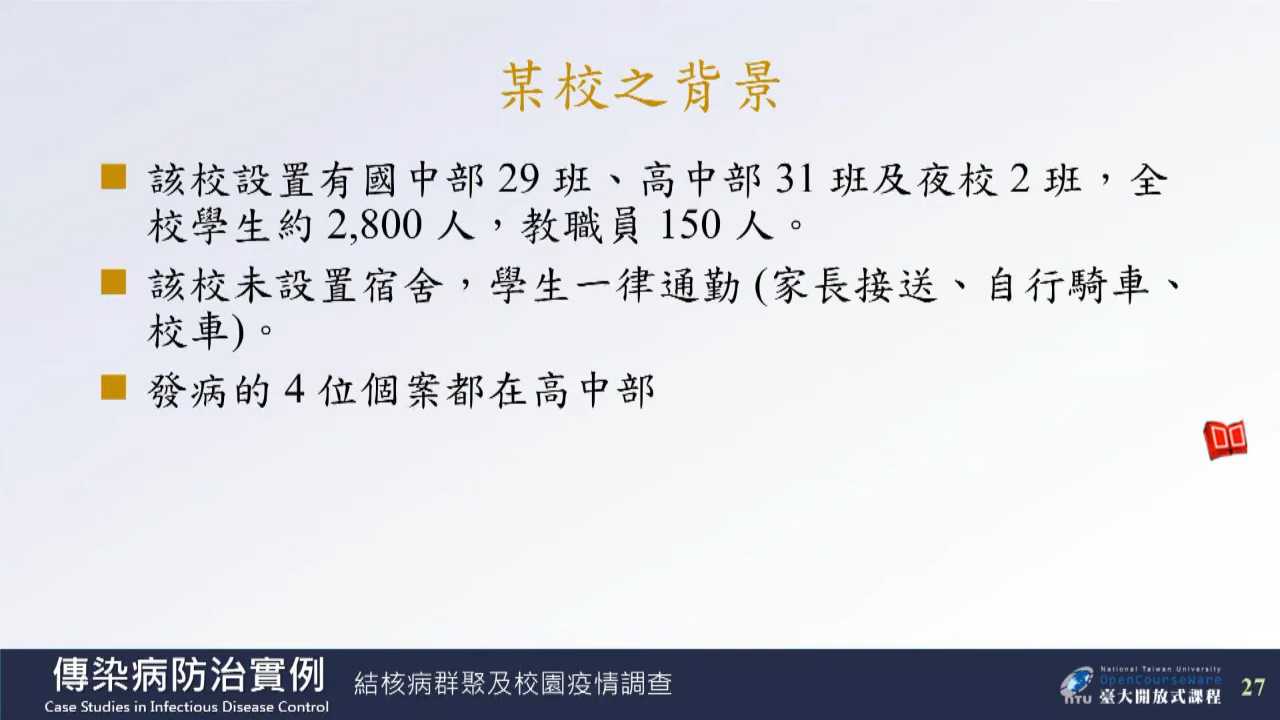 某校之背景
該校設置有國中部 29 班、高中部 31 班及夜校 2 班，全
校學生約 2,800 人，教職員 150 人。
該校未設置宿舍，學生一律通勤 (家長接送、自行騎車、
校車)。
發病的 4 位個案都在高中部
傳染病防治實例
Case Studies in Infectious Disease Control
結核病群聚及校園疫情調查
National Taiwan University
OpenCourseWare
NTU 臺大開放式課程
27